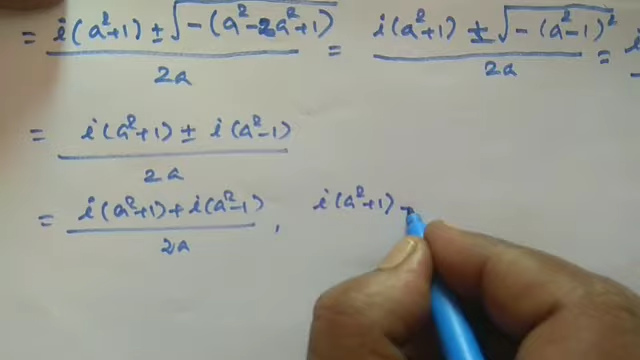 = i(a²+1) ± √-(a²-2a²+1) / 2a = i(a²+1) ± √-(a²-1)² / 2a = i
= i(a²+1) ± i(a²-1) / 2a
= i(a²+1) + i(a²-1) / 2a , i(a²+1) -